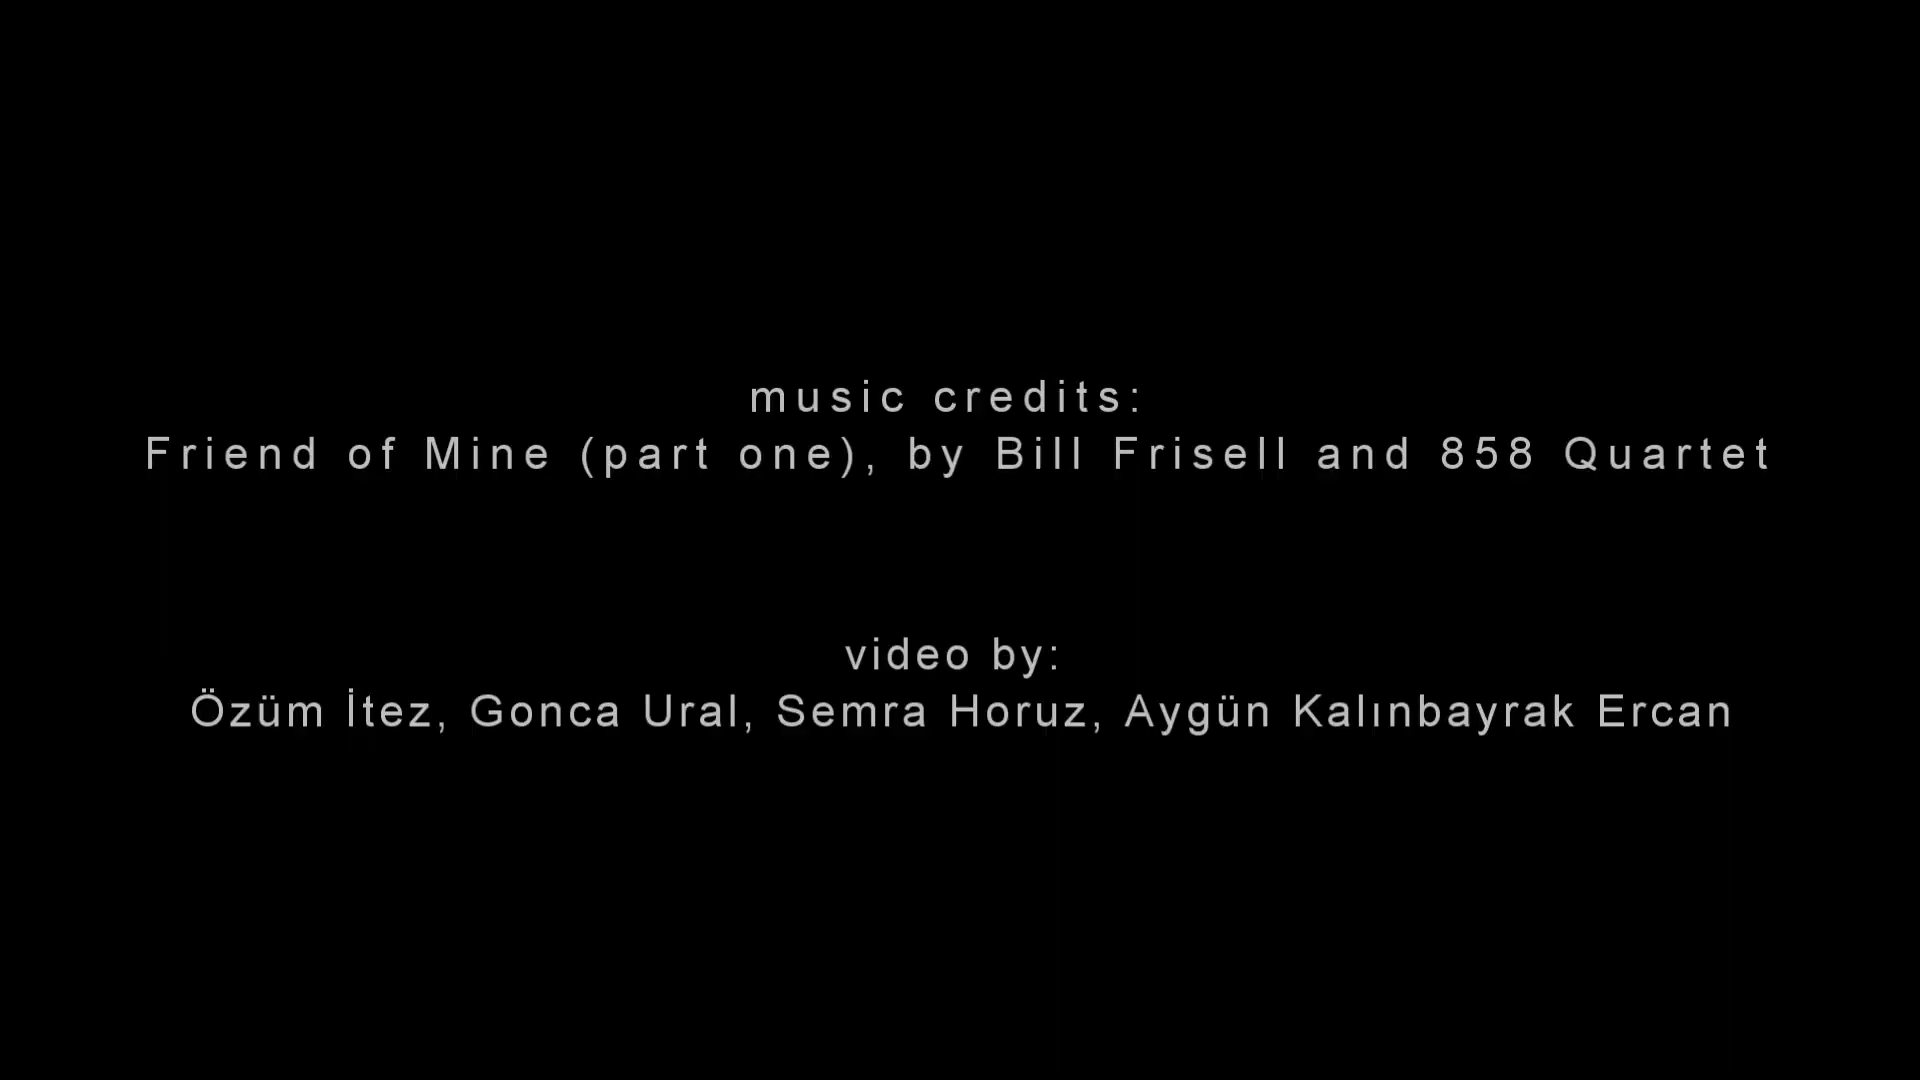 music credits:
Friend of Mine (part one), by Bill Frisell and 858 Quartet
video by:
Özüm İtez, Gonca Ural, Semra Horuz, Aygün Kalınbayrak Ercan